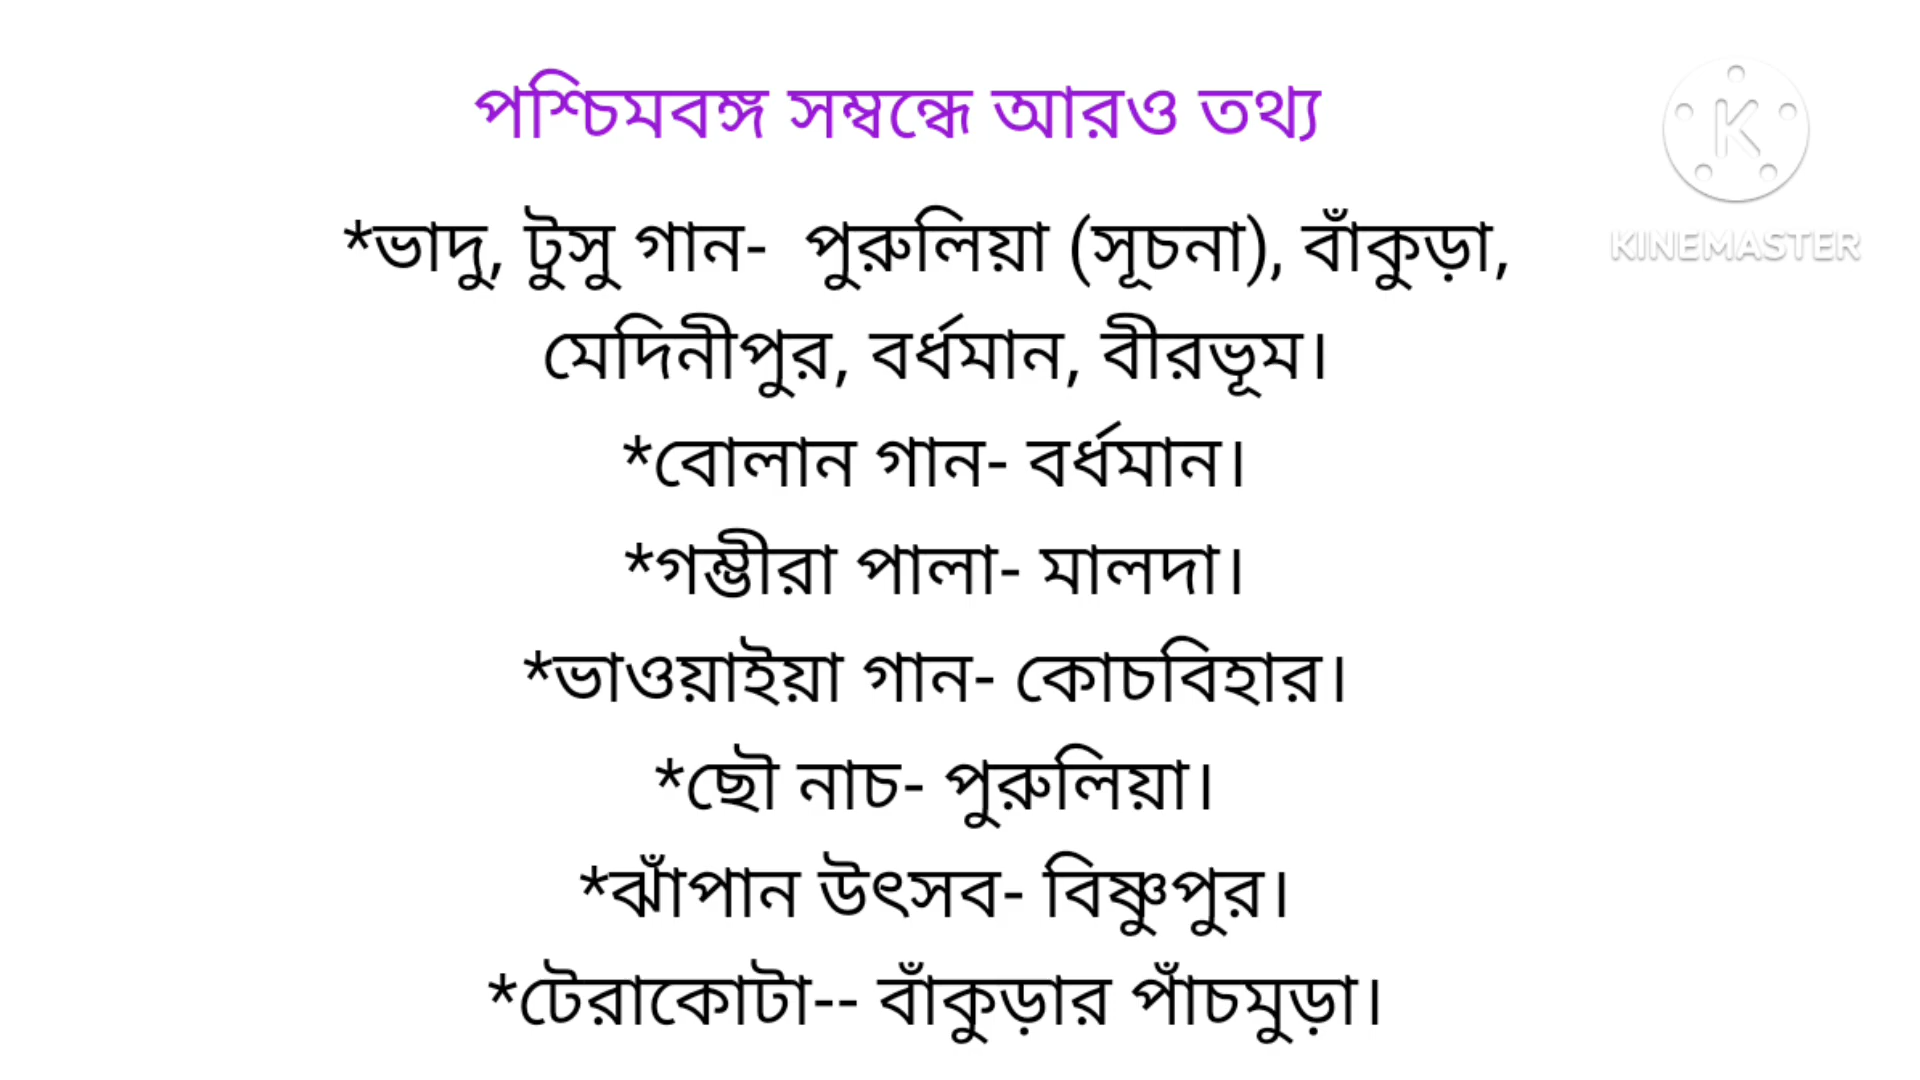 পশ্চিমবঙ্গ সম্বন্ধে আরও তথ্য
*ভাদু, টুসু গান- পুরুলিয়া (সূচনা), বাঁকুড়া,
মেদিনীপুর, বর্ধমান, বীরভূম।
*বোলান গান- বর্ধমান।
*গম্ভীরা পালা- মালদা।
*ভাওয়াইয়া গান- কোচবিহার।
*ছৌ নাচ- পুরুলিয়া।
*ঝাঁপান উৎসব- বিষ্ণুপুর।
*টেরাকোটা-- বাঁকুড়ার পাঁচমুড়া।
K
KINEMASTER